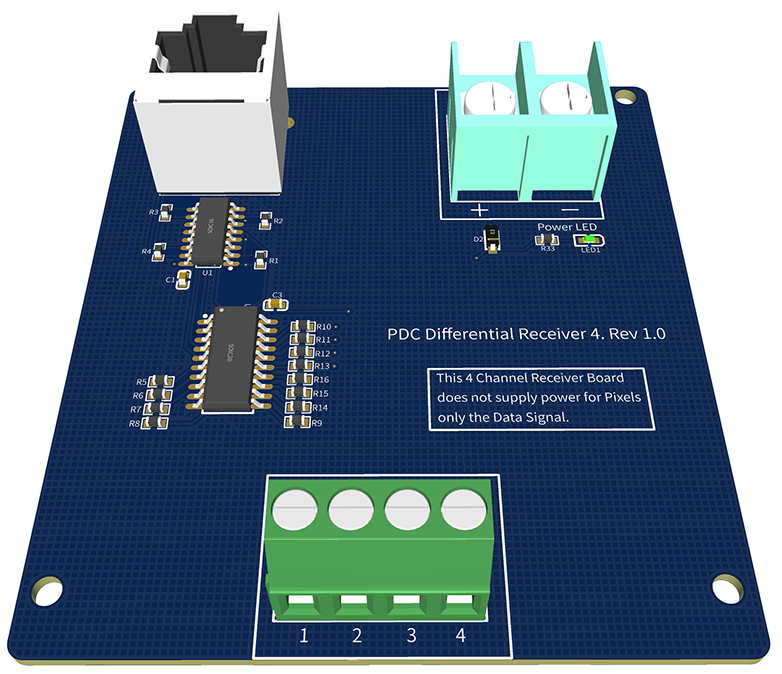 + −
R3
R2
Power LED
D2
R33
LED1
R4
R1
U1
C1
C3
R10
PDC Differential Receiver 4. Rev 1.0
R11
R12
R13
R5
R16
This 4 Channel Receiver Board
R6
R15
does not supply power for Pixels
R7
R14
only the Data Signal.
R8
R9
SOIC20
1 2 3 4